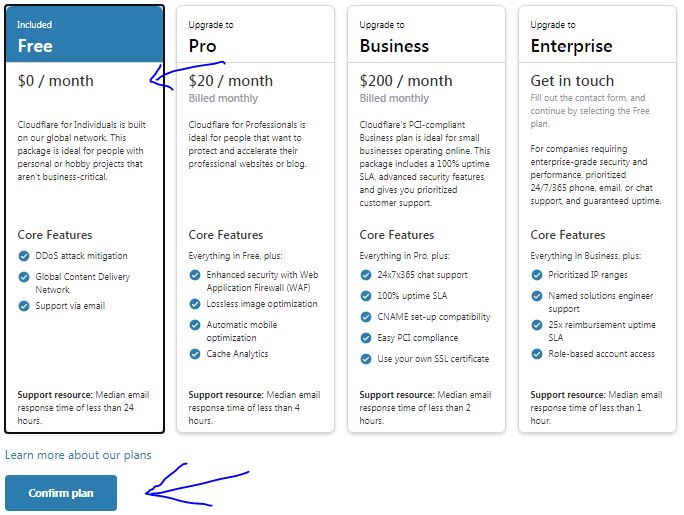 Included
Free
$0 / month
Cloudflare for Individuals is built
on our global network. This
package is ideal for people with
personal or hobby projects that
aren't business-critical.
Core Features
DDoS attack mitigation
Global Content Delivery
Network
Support via email
Support resource: Median email
response time of less than 24
hours.
Upgrade to
Pro
$20 / month
Billed monthly
Cloudflare for Professionals is
ideal for people that want to
protect and accelerate their
professional websites or blog.
Core Features
Everything in Free, plus:
Enhanced security with Web
Application Firewall (WAF)
Lossless image optimization
Automatic mobile
optimization
Cache Analytics
Support resource: Median email
response time of less than 4
hours.
Upgrade to
Business
$200 / month
Billed monthly
Cloudflare's PCI-compliant
Business plan is ideal for small
businesses operating online. This
package includes a 100% uptime
SLA, advanced security features,
and gives you prioritized
customer support.
Core Features
Everything in Pro, plus:
24x7x365 chat support
100% uptime SLA
CNAME set-up compatibility
Easy PCI compliance
Use your own SSL certificate
Support resource: Median email
response time of less than 2
hours.
Upgrade to
Enterprise
Get in touch
Fill out the contact form, and
continue by selecting the Free
plan.
For companies requiring
enterprise-grade security and
performance, prioritized
24/7/365 phone, email, or chat
support, and guaranteed uptime.
Core Features
Everything in Business, plus:
Prioritized IP ranges
Named solutions engineer
support
25x reimbursement uptime
SLA
Role-based account access
Support resource: Median email
response time of less than 1
hour.
Learn more about our plans
Confirm plan